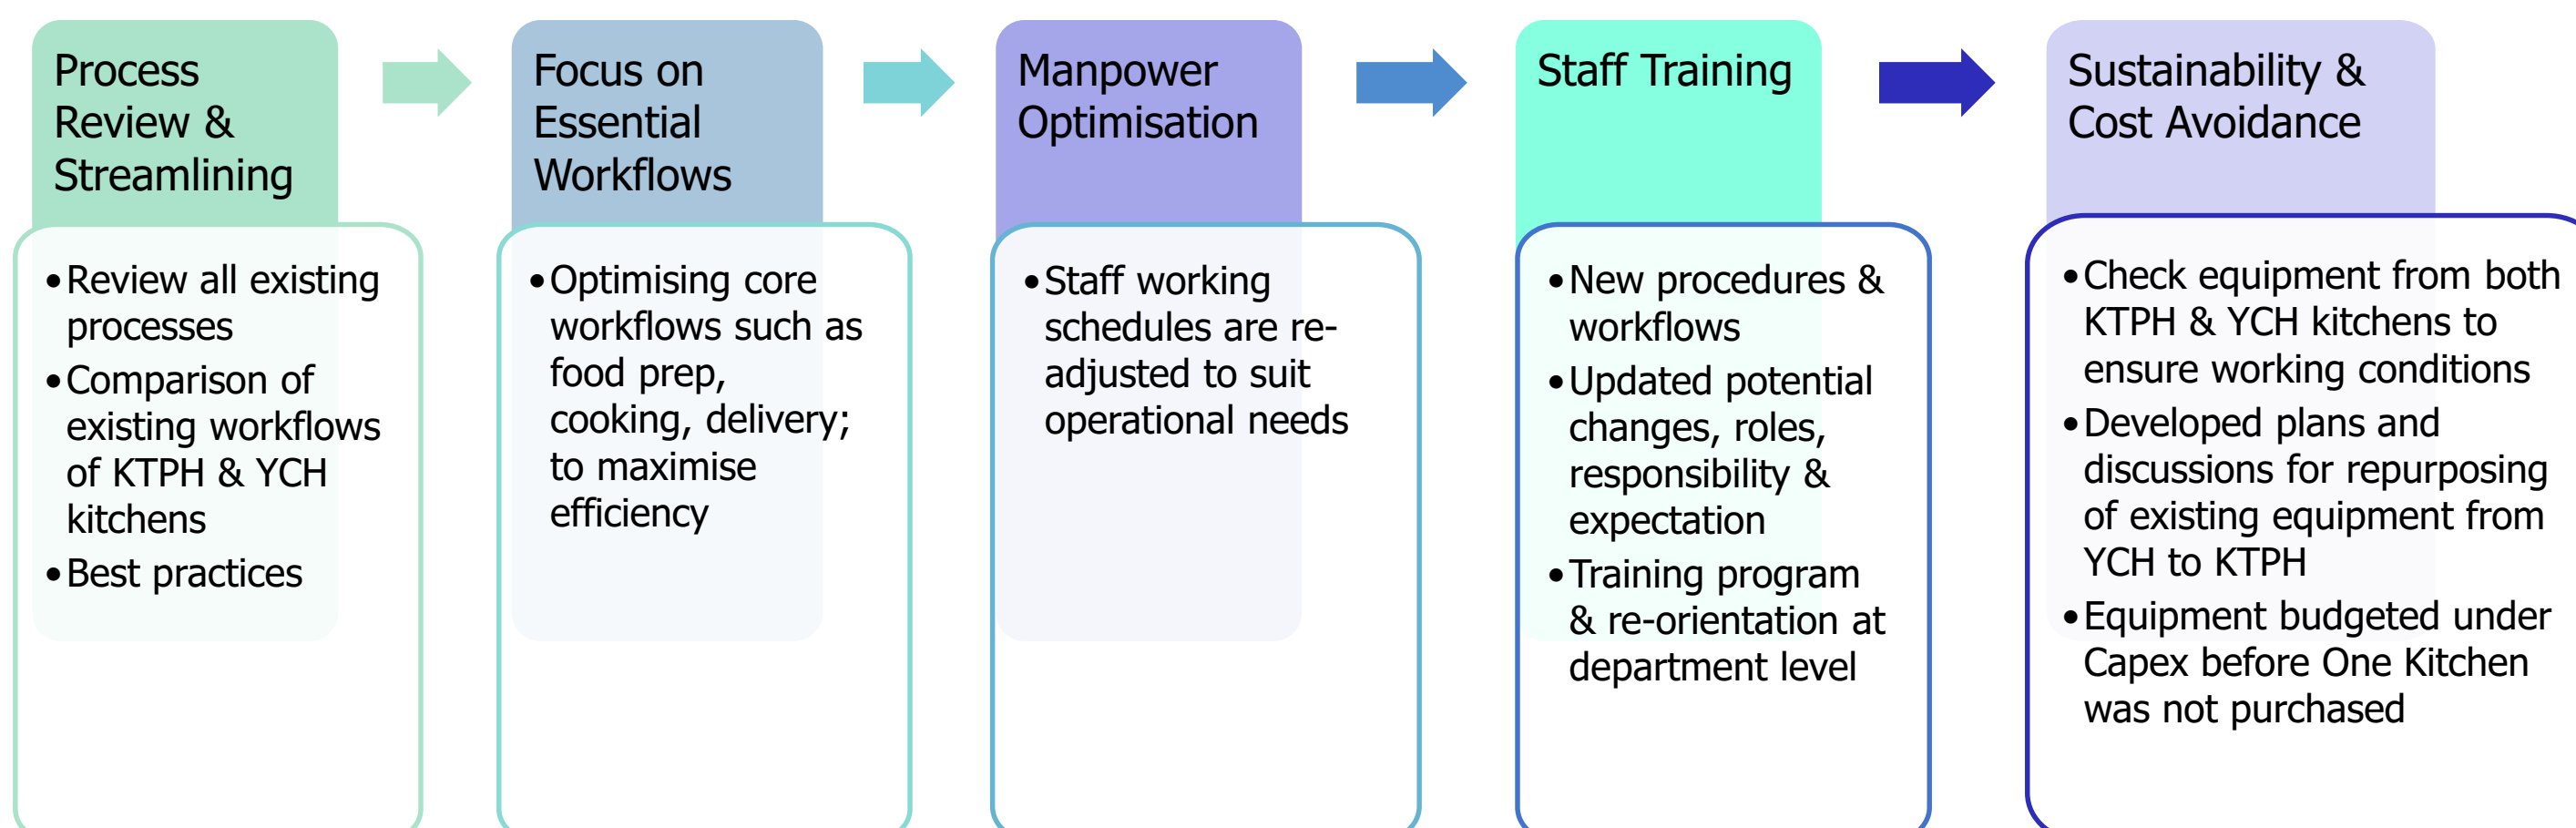 Process
Review &
Streamlining
•Review all existing
processes
•Comparison of
existing workflows
of KTPH & YCH
kitchens
•Best practices
Focus on
Essential
Workflows
•Optimising core
workflows such as
food prep,
cooking, delivery;
to maximise
efficiency
Manpower
Optimisation
•Staff working
schedules are re-
adjusted to suit
operational needs
Staff Training
•New procedures &
workflows
•Updated potential
changes, roles,
responsibility &
expectation
•Training program
& re-orientation at
department level
Sustainability &
Cost Avoidance
•Check equipment from both
KTPH & YCH kitchens to
ensure working conditions
•Developed plans and
discussions for repurposing
of existing equipment from
YCH to KTPH
•Equipment budgeted under
Capex before One Kitchen
was not purchased